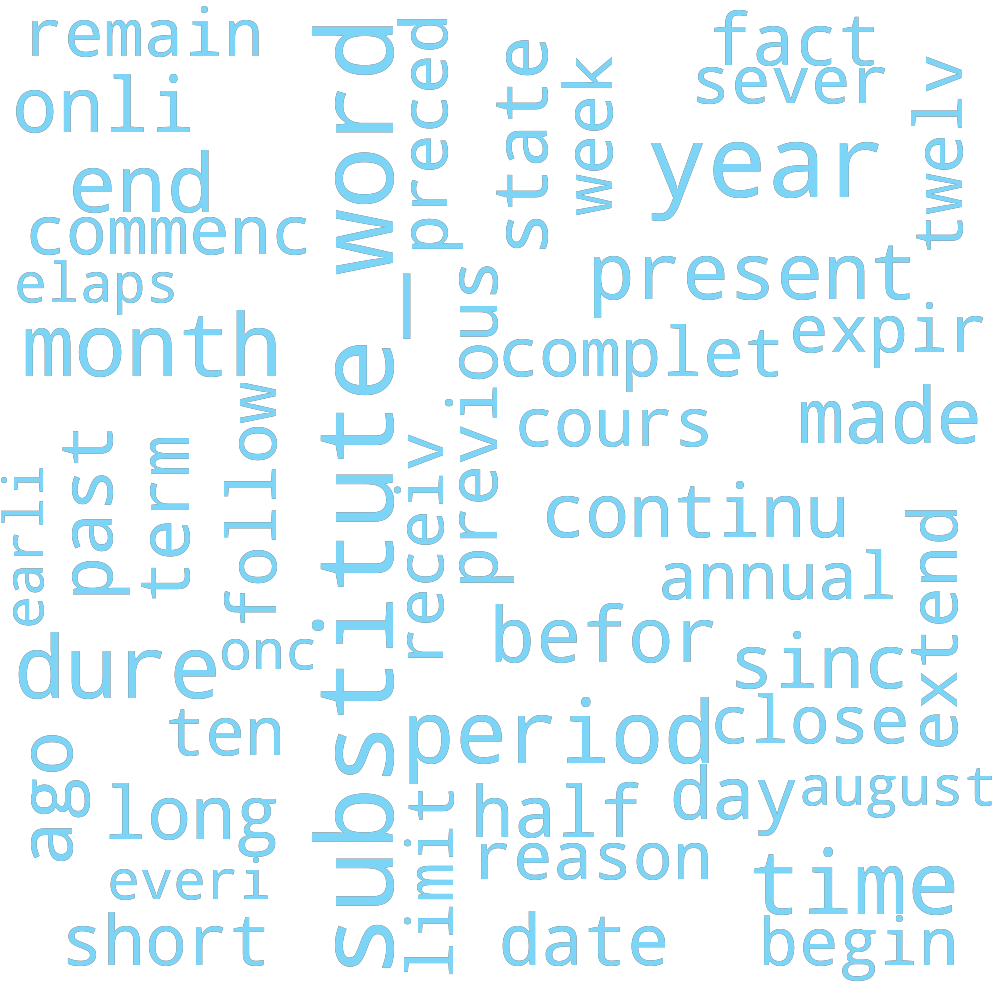 remain
fact
sever
onli
word
preceded
state
week
year
twelv
end
commenc
elaps
present
month
substitute_word
previous
complet
expir
follow
cours
made
past
term
earli
receiv
continu
annual
extend
befor
onc
dure
sinc
ten
period
close
ago
long
limit
half
day
august
reason
everi
time
short
date
begin